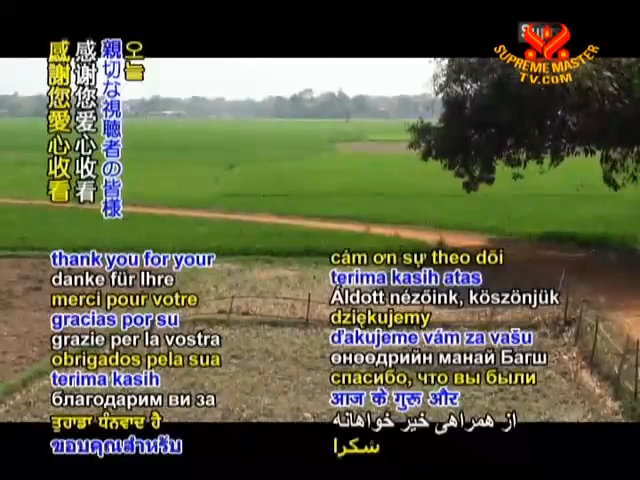 感謝您愛心收看
感谢您爱心收看
親切な視聴者の皆様
오늘
SUPREME MASTER
TV.COM
thank you for your
danke für Ihre
merci pour votre
gracias por su
grazie per la vostra
obrigados pela sua
terima kasih
благодарим ви за
ਤੁਹਾਡਾ ਧੰਨਵਾਦ ਹੈ
ขอบคุณสำหรับ
cám ơn sự theo dõi
terima kasih atas
Áldott nézőink, köszönjük
dziękujemy
ďakujeme vám za vašu
өнөөдрийн манай Багш
спасибо, что вы были
आज के गुरू और
از همراهی خیر خواهانه
شكرا